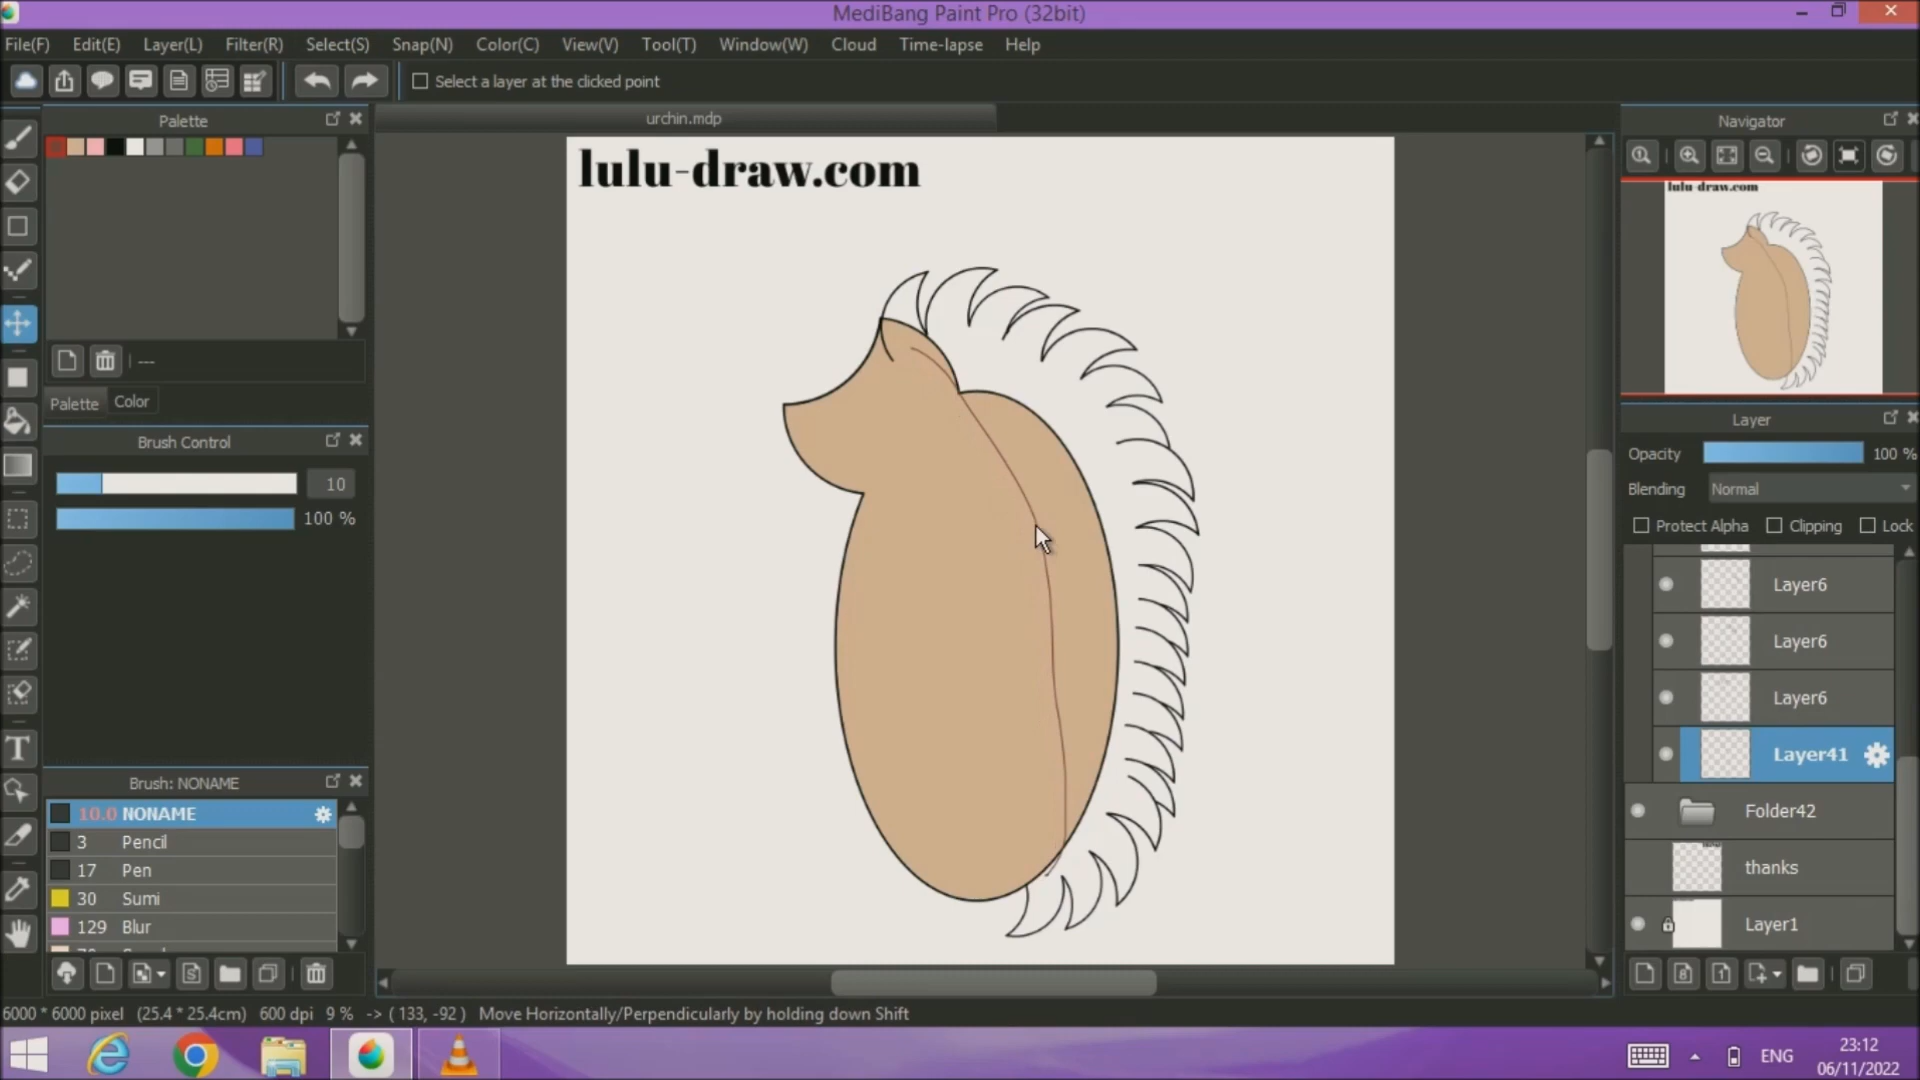 MediBang Paint Pro (32bit)
File(F) Edit(E) Layer(L) Filter(R) Select(S) Snap(N) Color(C) View(V) Tool(T) Window(W) Cloud Time-lapse Help
Select a layer at the clicked point
Palette
urchin.mdp
Navigator
lulu-draw.com
lulu-draw.com
---
Palette Color
Layer
Brush Control
Opacity 100 %
10
Blending Normal
100 %
Protect Alpha Clipping Lock
Layer6
Layer6
Layer6
Layer41
Brush: NONAME
10.0 NONAME
Folder42
3 Pencil
17 Pen
thanks
30 Sumi
129 Blur
Layer1
6000 * 6000 pixel (25.4 * 25.4cm) 600 dpi 9 % -> ( 133, -92 ) Move Horizontally/Perpendicularly by holding down Shift
ENG
23:12
06/11/2022